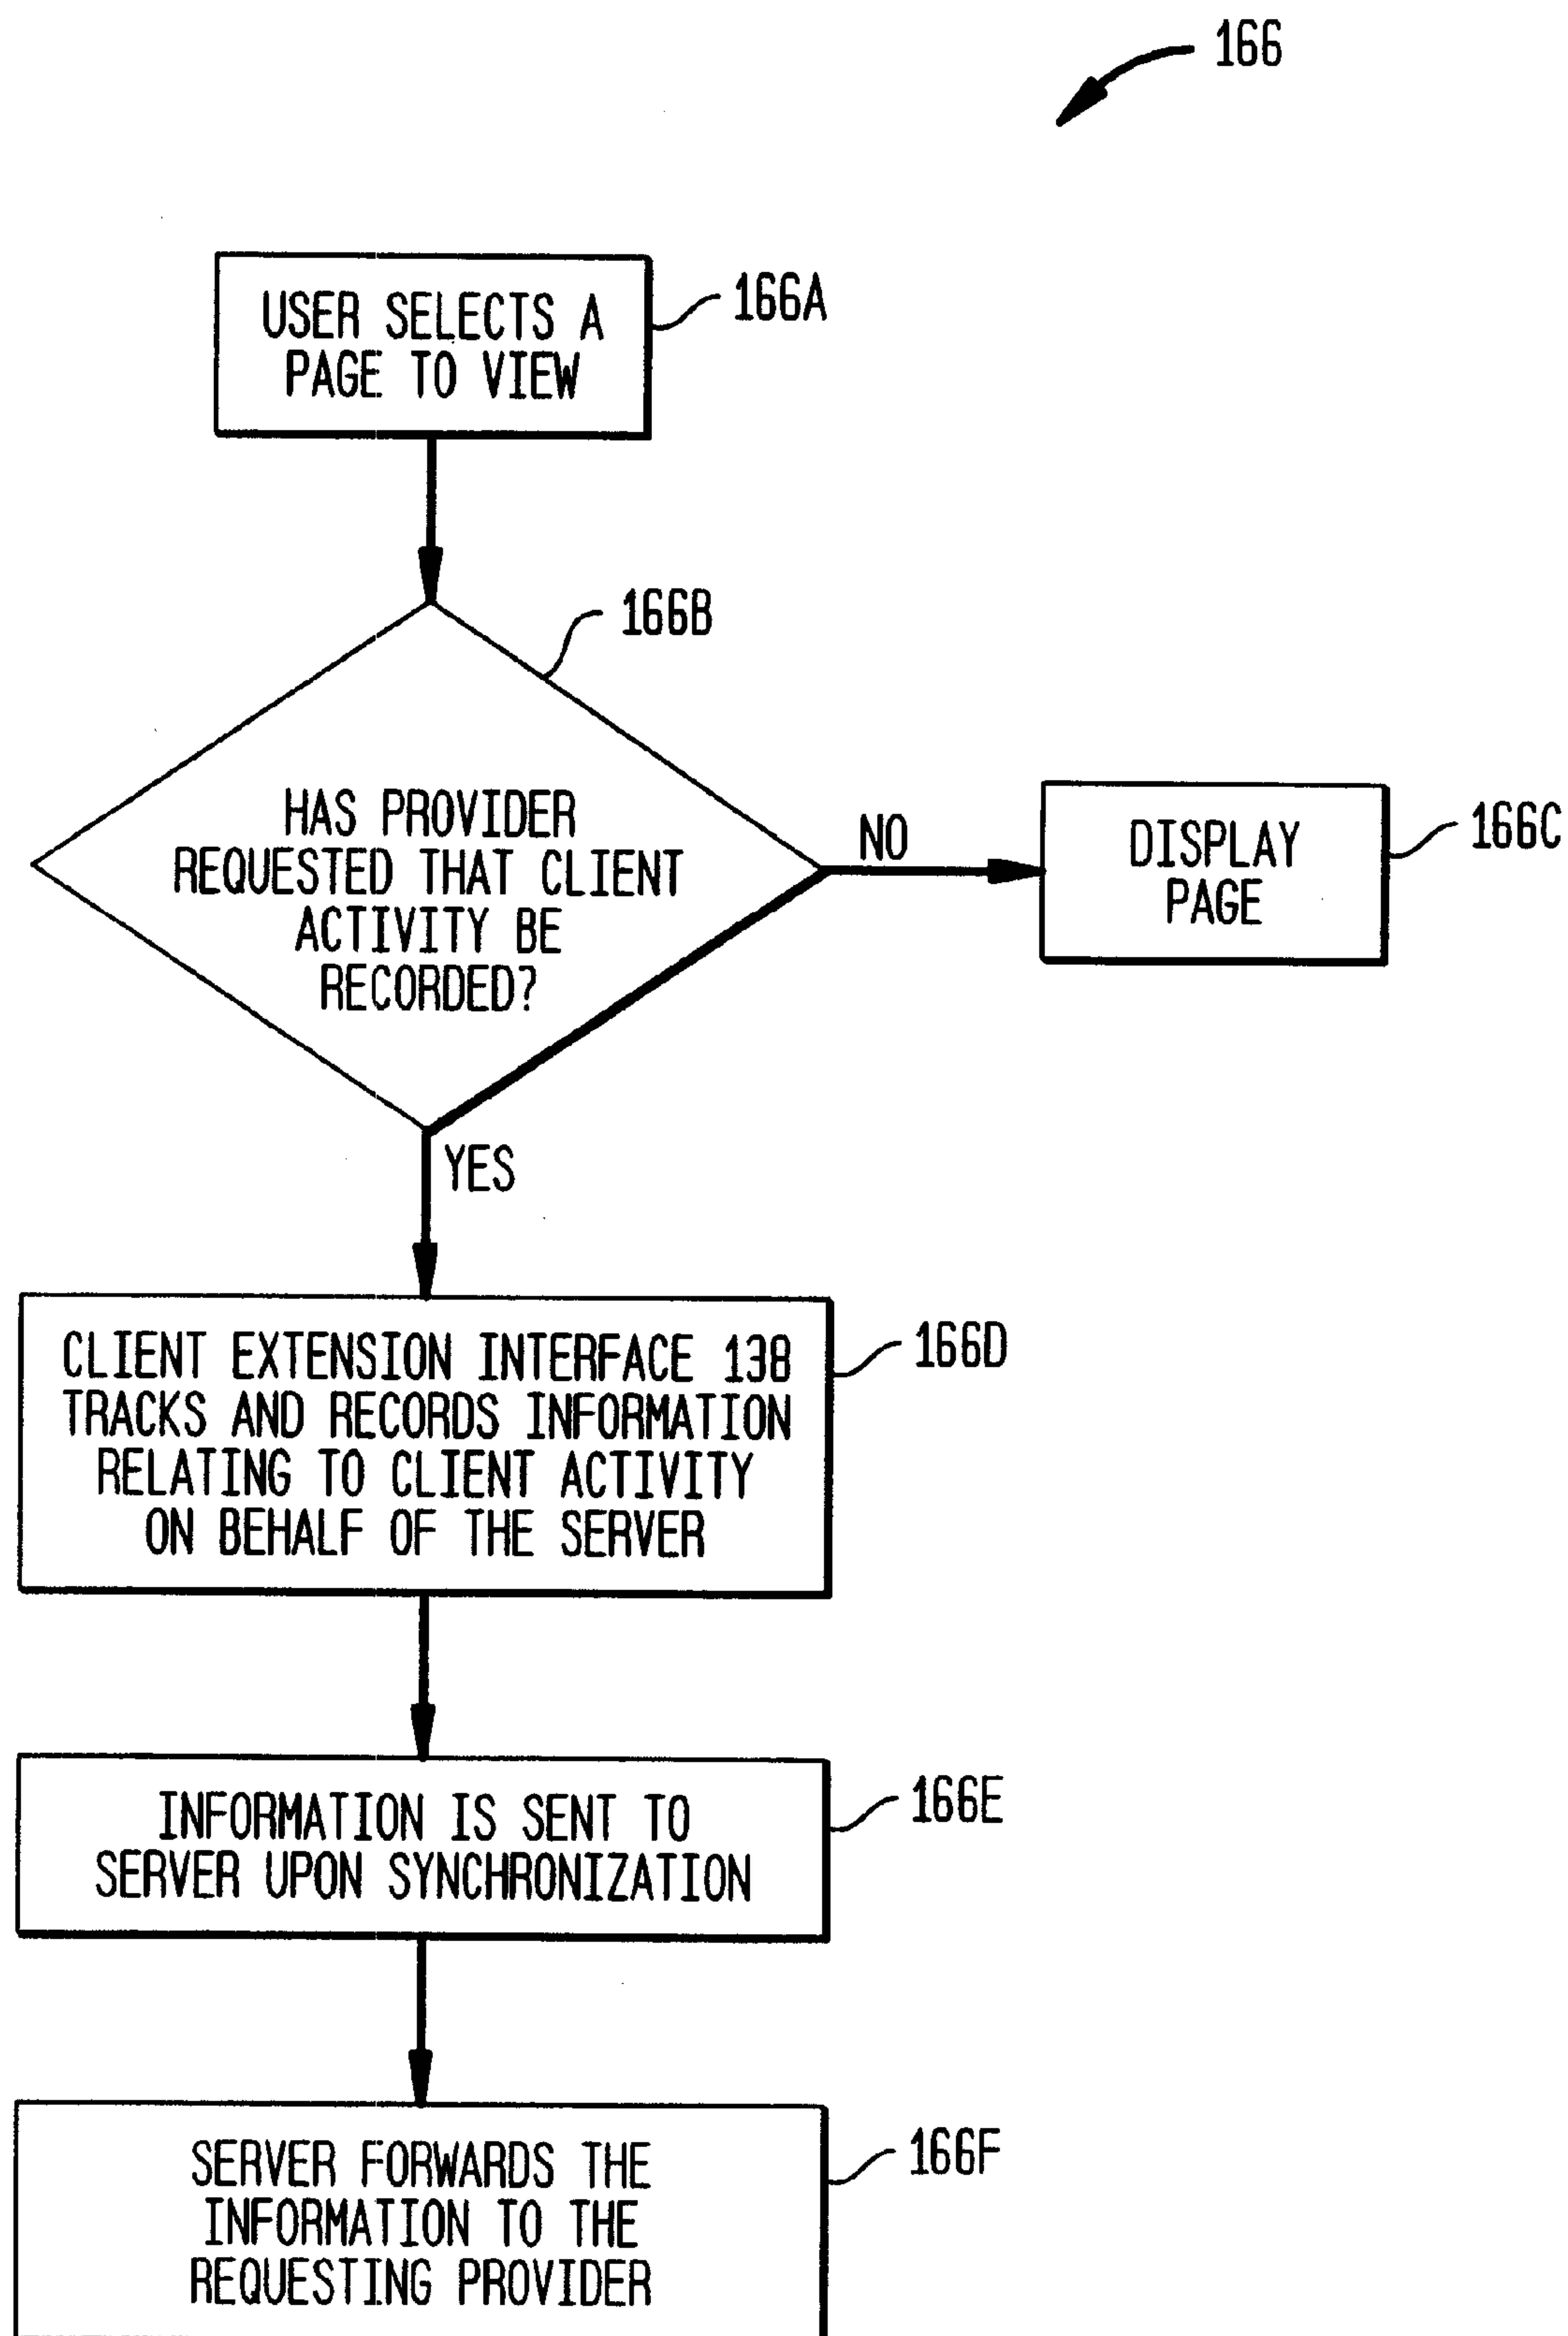 166
USER SELECTS A
PAGE TO VIEW
166A
166B
HAS PROVIDER
REQUESTED THAT CLIENT
ACTIVITY BE
RECORDED?
NO
DISPLAY
PAGE
166C
YES
CLIENT EXTENSION INTERFACE 138
TRACKS AND RECORDS INFORMATION
RELATING TO CLIENT ACTIVITY
ON BEHALF OF THE SERVER
166D
INFORMATION IS SENT TO
SERVER UPON SYNCHRONIZATION
166E
SERVER FORWARDS THE
INFORMATION TO THE
REQUESTING PROVIDER
166F